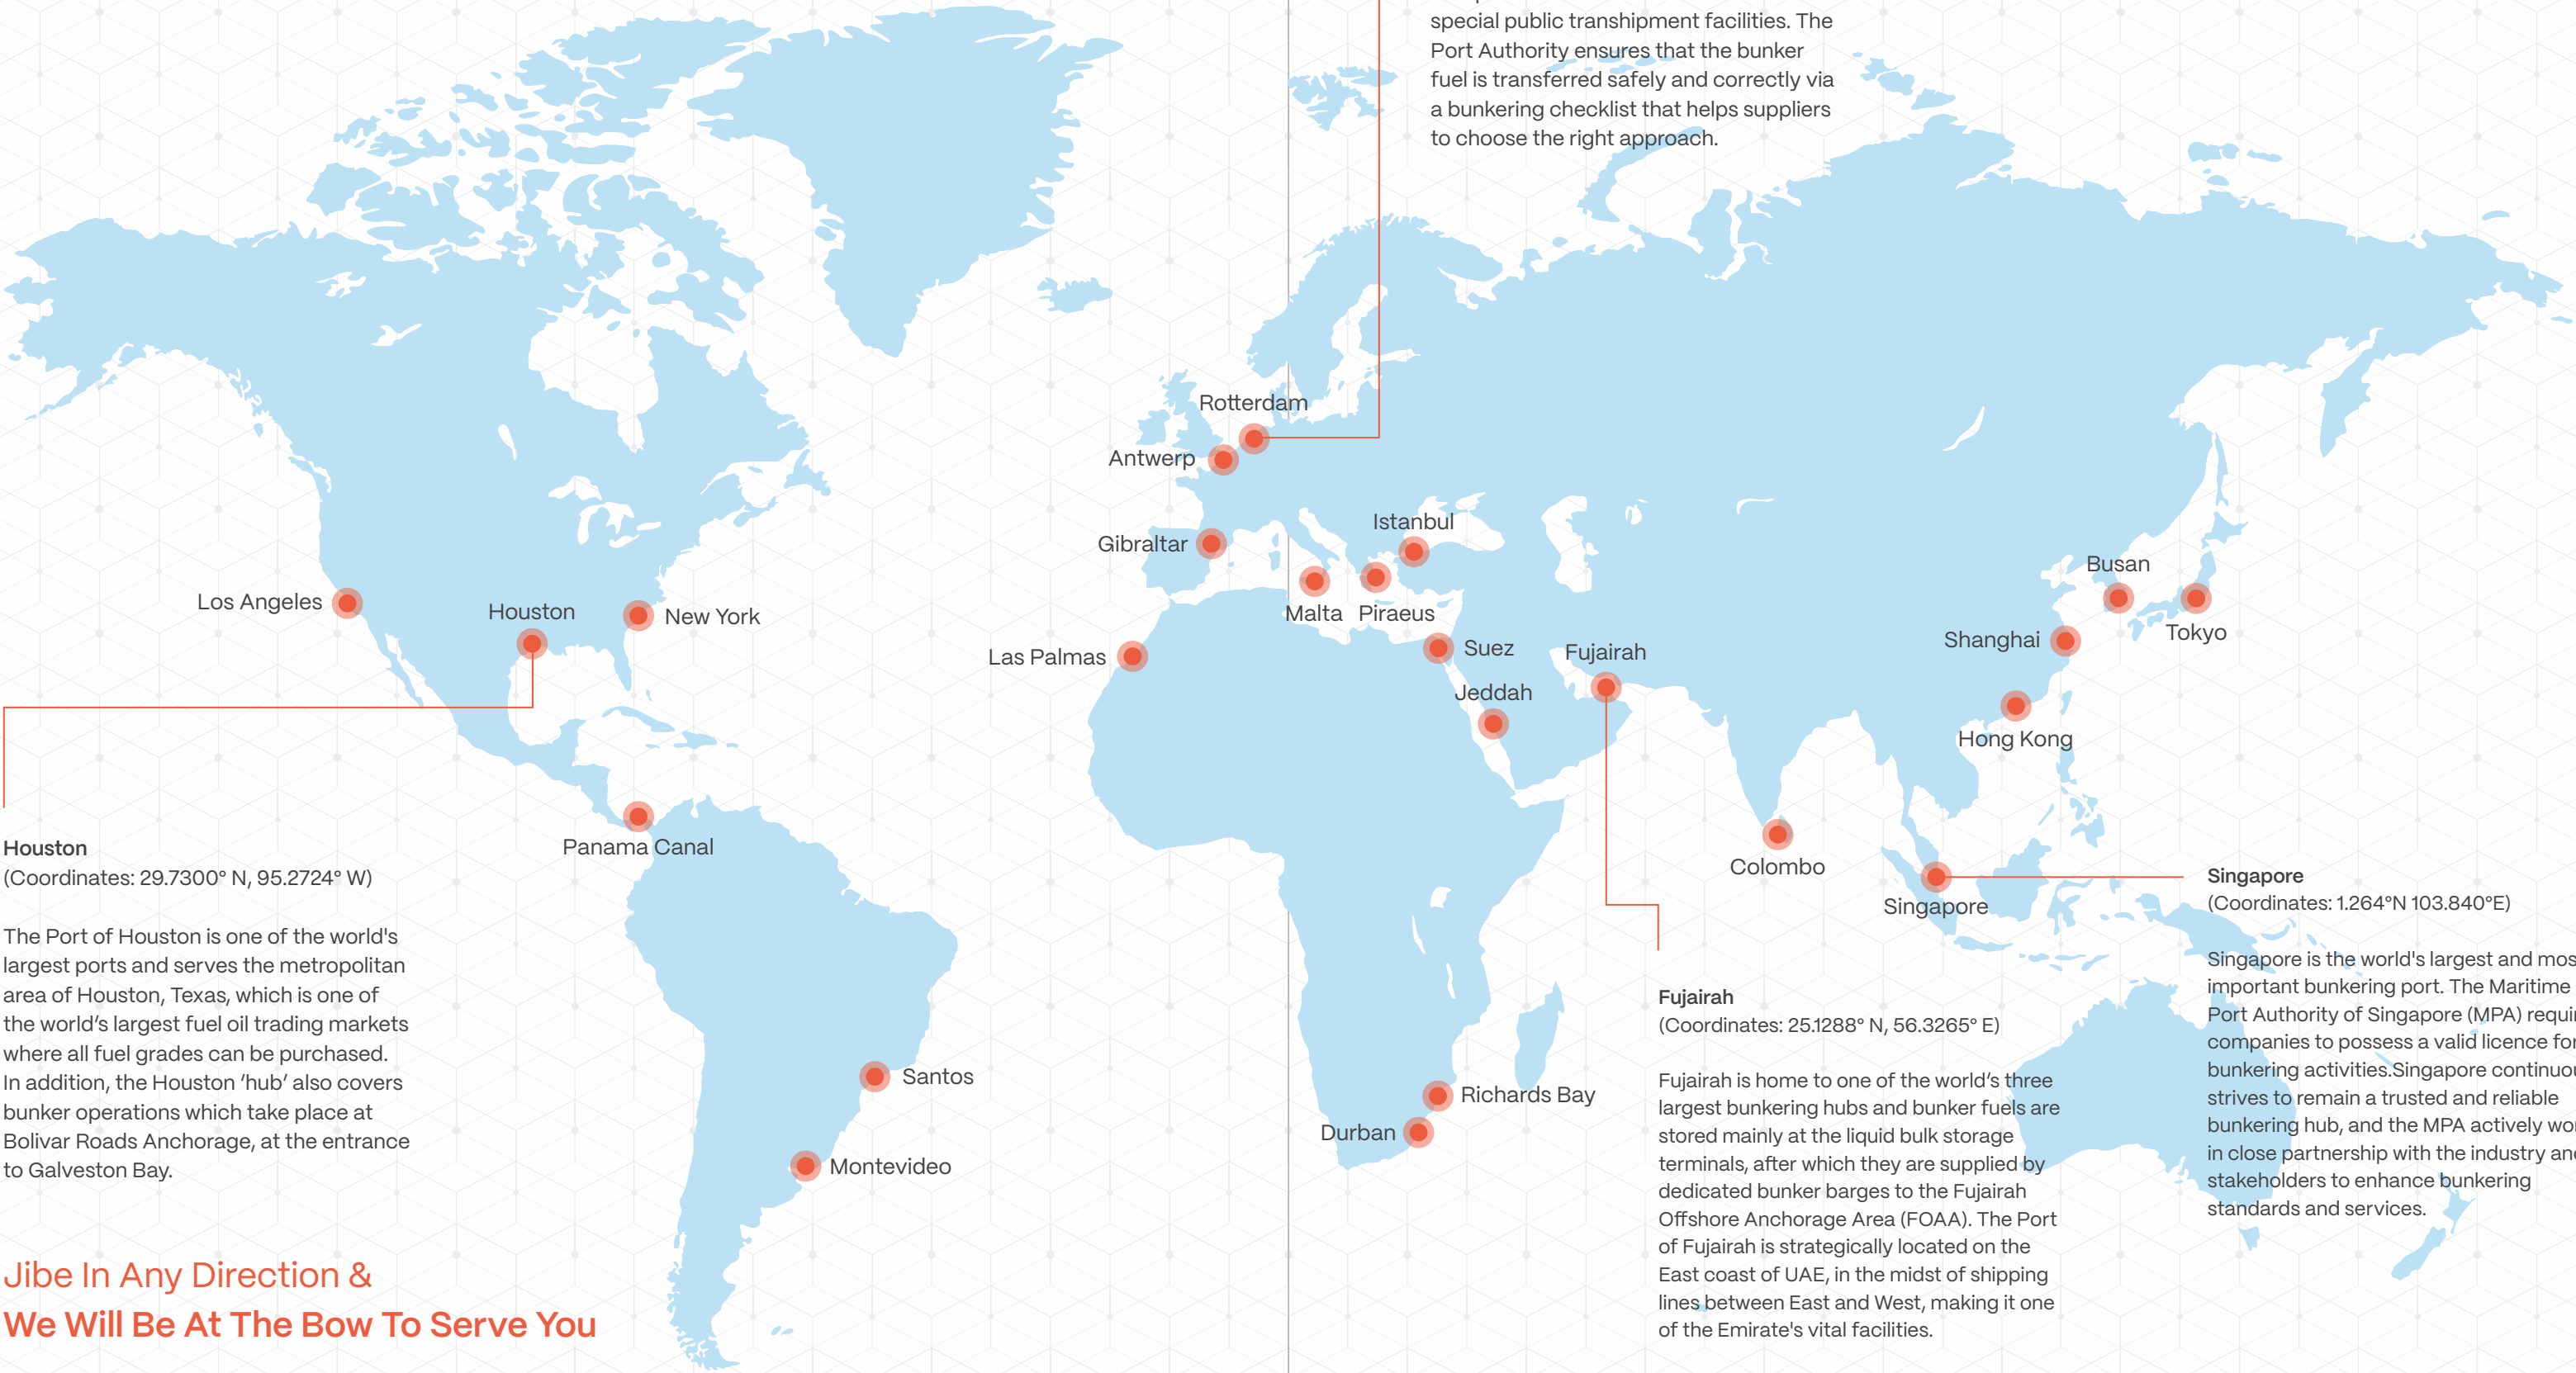 special public transhipment facilities. The
Port Authority ensures that the bunker
fuel is transferred safely and correctly via
a bunkering checklist that helps suppliers
to choose the right approach.
Rotterdam
Antwerp
Istanbul
Gibraltar
Busan
Los Angeles
Houston
New York
Malta
Piraeus
Tokyo
Shanghai
Las Palmas
Suez
Fujairah
Jeddah
Hong Kong
Panama Canal
Colombo
Singapore
Santos
Richards Bay
Durban
Montevideo
Houston
(Coordinates: 29.7300° N, 95.2724° W)
The Port of Houston is one of the world's
largest ports and serves the metropolitan
area of Houston, Texas, which is one of
the world’s largest fuel oil trading markets
where all fuel grades can be purchased.
In addition, the Houston ‘hub’ also covers
bunker operations which take place at
Bolivar Roads Anchorage, at the entrance
to Galveston Bay.
Fujairah
(Coordinates: 25.1288° N, 56.3265° E)
Fujairah is home to one of the world’s three
largest bunkering hubs and bunker fuels are
stored mainly at the liquid bulk storage
terminals, after which they are supplied by
dedicated bunker barges to the Fujairah
Offshore Anchorage Area (FOAA). The Port
of Fujairah is strategically located on the
East coast of UAE, in the midst of shipping
lines between East and West, making it one
of the Emirate's vital facilities.
Singapore
(Coordinates: 1.264°N 103.840°E)
Singapore is the world's largest and mos
important bunkering port. The Maritime
Port Authority of Singapore (MPA) requi
companies to possess a valid licence for
bunkering activities.Singapore continuou
strives to remain a trusted and reliable
bunkering hub, and the MPA actively wo
in close partnership with the industry and
stakeholders to enhance bunkering
standards and services.
Jibe In Any Direction &
We Will Be At The Bow To Serve You